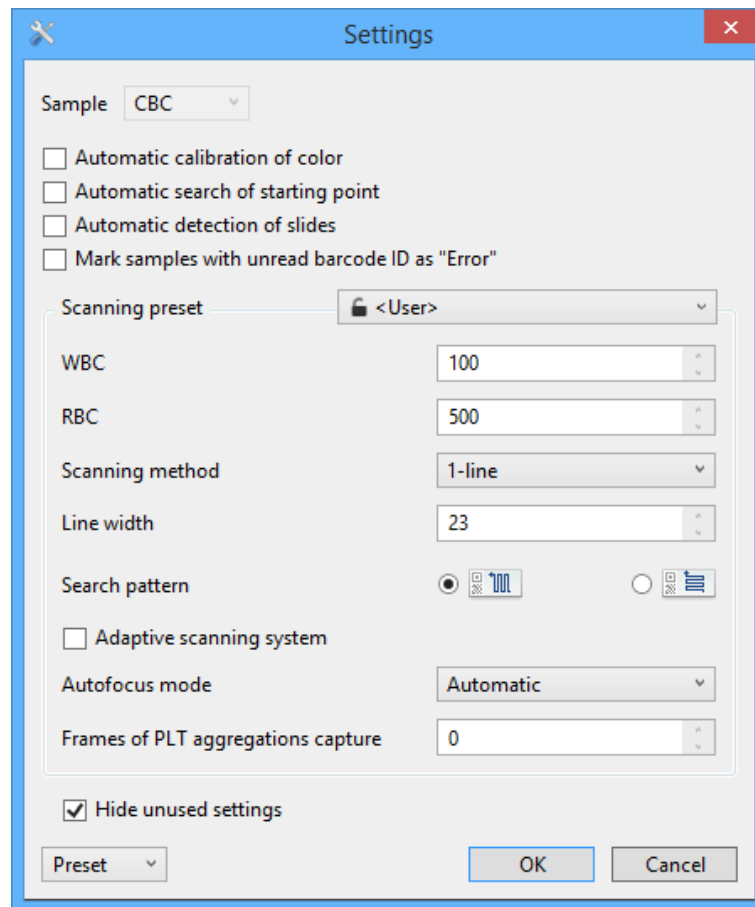 Settings
Sample CBC
Automatic calibration of color
Automatic search of starting point
Automatic detection of slides
Mark samples with unread barcode ID as "Error"
Scanning preset <User>
WBC 100
RBC 500
Scanning method 1-line
Line width 23
Search pattern
Adaptive scanning system
Autofocus mode Automatic
Frames of PLT aggregations capture 0
Hide unused settings
Preset OK Cancel